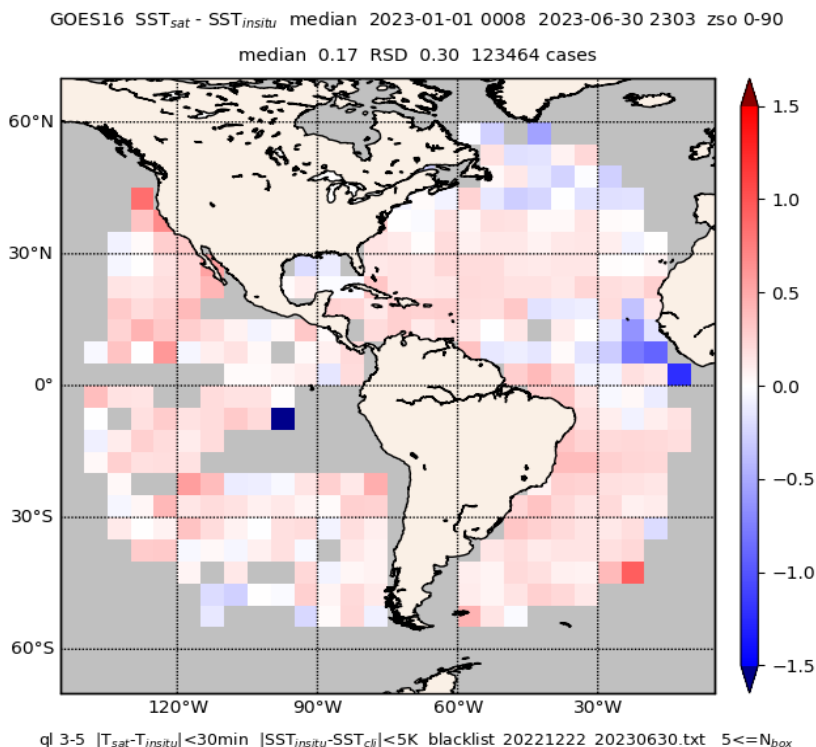 GOES16 SST_sat - SST_insitu median 2023-01-01 0008 2023-06-30 2303 zso 0-90
median 0.17 RSD 0.30 123464 cases
60°N
30°N
0°
30°S
60°S
120°W 90°W 60°W 30°W
1.5
1.0
0.5
0.0
−0.5
−1.0
−1.5
ql 3-5 |T_sat-T_insitu|<30min |SST_insitu-SST_cli|<5K blacklist 20221222 20230630.txt 5<=N_box